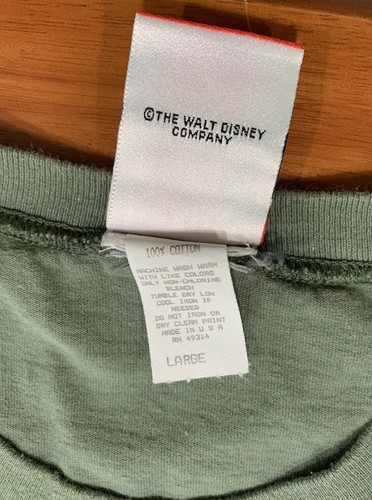 ©THE WALT DISNEY
COMPANY
100% COTTON
MACHINE WASH WARM
WITH LIKE COLORS
ONLY NON-CHLORINE
BLEACH
TUMBLE DRY LOW
COOL IRON IF
NEEDED
DO NOT IRON OR
DRY CLEAN PRINT
MADE IN U S A
RN 49314
LARGE